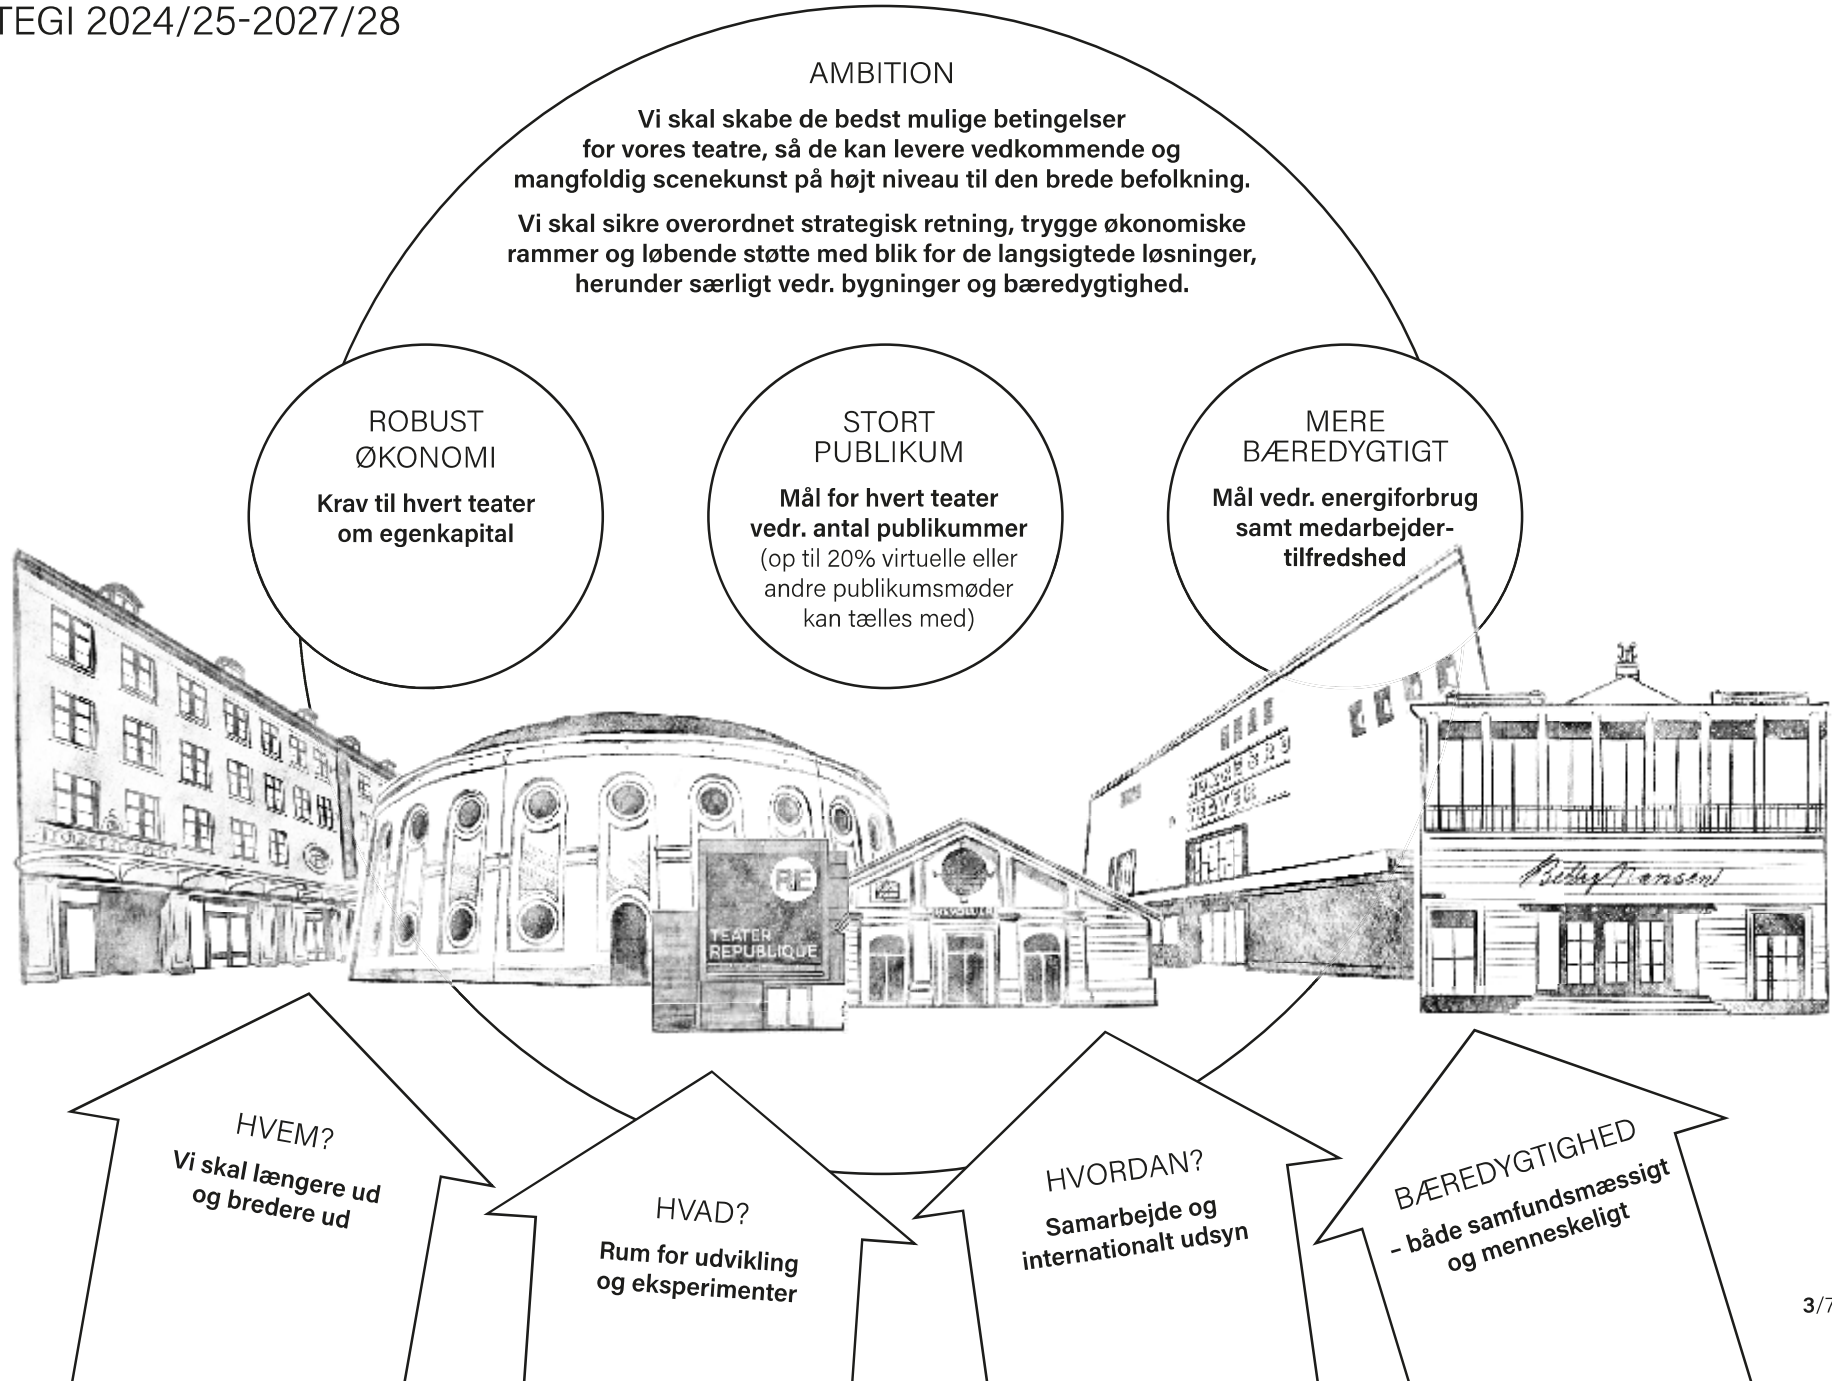 TEGI 2024/25-2027/28
AMBITION
Vi skal skabe de bedst mulige betingelser
for vores teatre, så de kan levere vedkommende og
mangfoldig scenekunst på højt niveau til den brede befolkning.
Vi skal sikre overordnet strategisk retning, trygge økonomiske
rammer og løbende støtte med blik for de langsigtede løsninger,
herunder særligt vedr. bygninger og bæredygtighed.
ROBUST
ØKONOMI
Krav til hvert teater
om egenkapital
STORT
PUBLIKUM
Mål for hvert teater
vedr. antal publikummer
(op til 20% virtuelle eller
andre publikumsmøder
kan tælles med)
MERE
BÆREDYGTIGT
Mål vedr. energiforbrug
samt medarbejder-
tilfredshed
NØRREBRO
TEATER
Betty Nansen
RE
TEATER
REPUBLIQUE
HVEM?
Vi skal længere ud
og bredere ud
HVAD?
Rum for udvikling
og eksperimenter
HVORDAN?
Samarbejde og
internationalt udsyn
BÆREDYGTIGHED
– både samfundsmæssigt
og menneskeligt
3/7